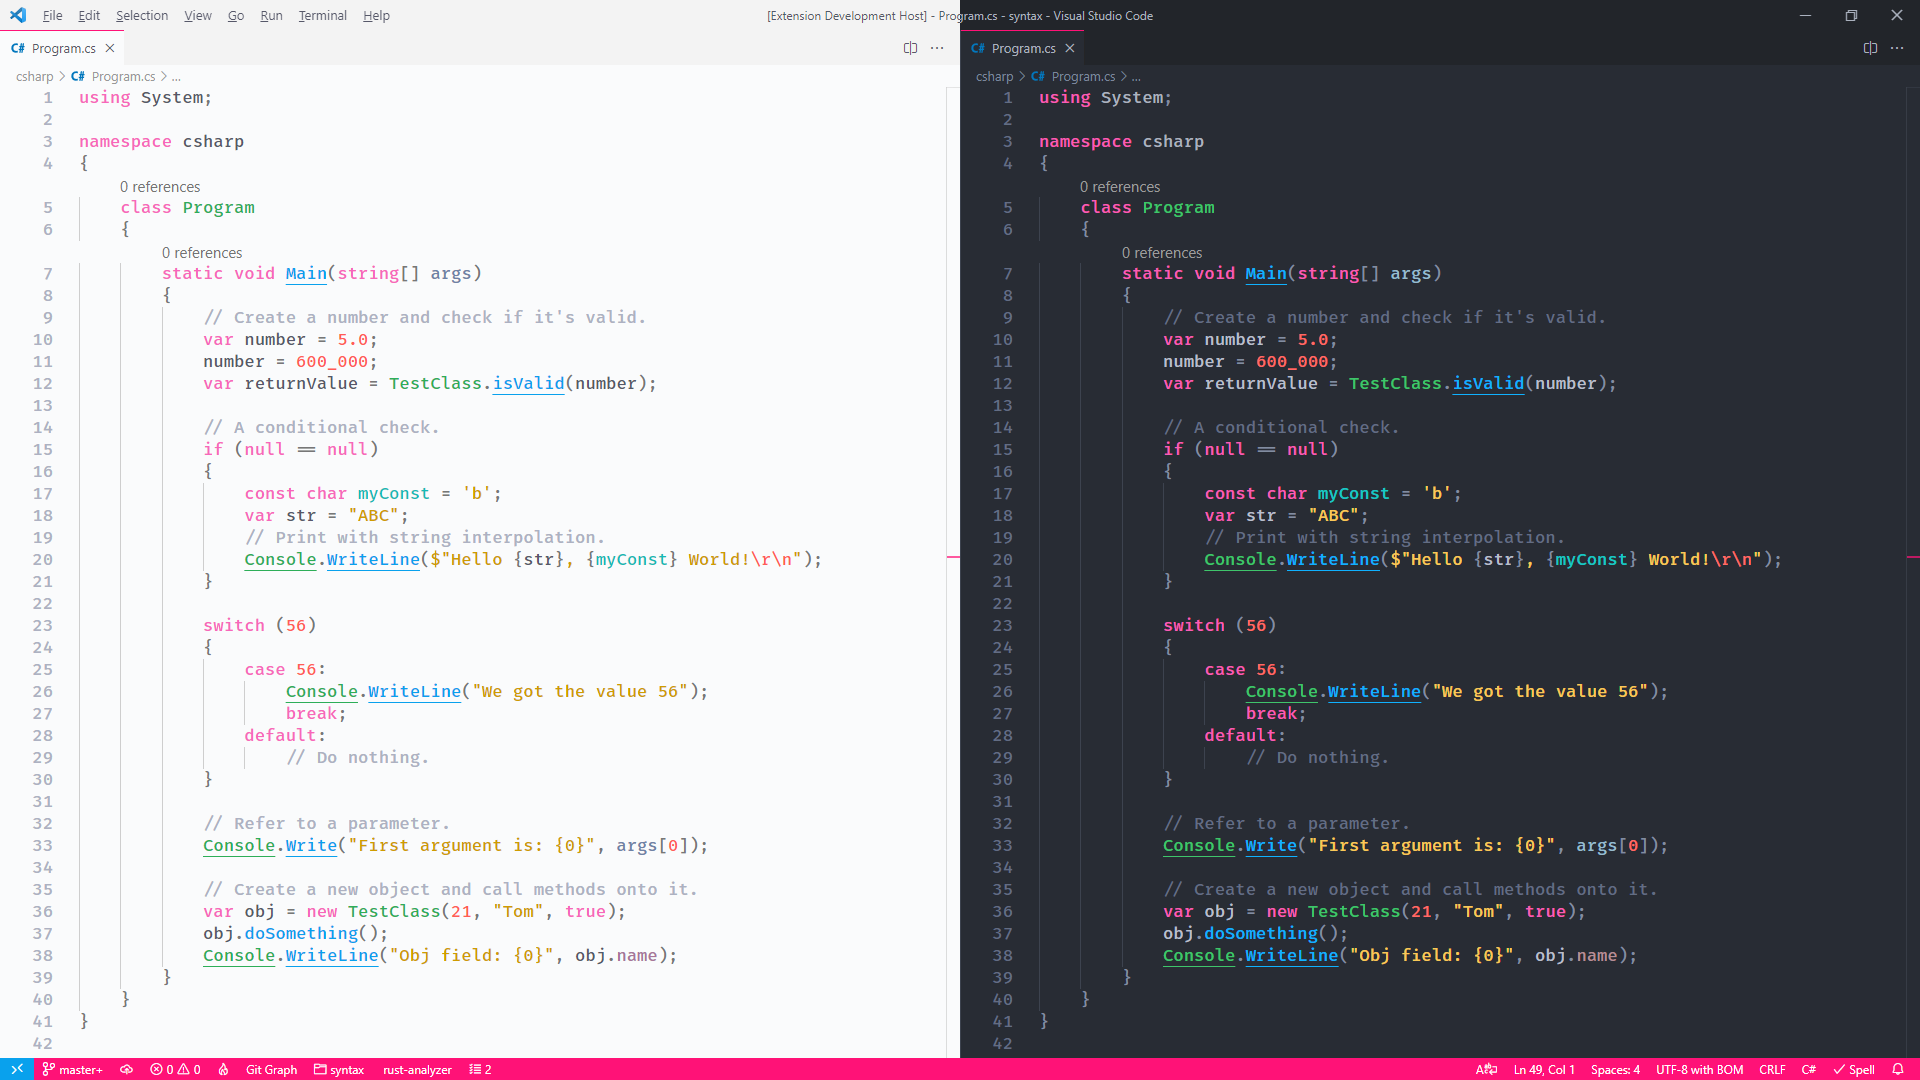 File Edit Selection View Go Run Terminal Help [Extension Development Host] - Program.cs - syntax - Visual Studio Code
C# Program.cs
csharp > C# Program.cs > ...
1 using System;
2
3 namespace csharp
4 {
0 references
5 class Program
6 {
0 references
7 static void Main(string[] args)
8 {
9 // Create a number and check if it's valid.
10 var number = 5.0;
11 number = 600_000;
12 var returnValue = TestClass.isValid(number);
13
14 // A conditional check.
15 if (null == null)
16 {
17 const char myConst = 'b';
18 var str = "ABC";
19 // Print with string interpolation.
20 Console.WriteLine($"Hello {str}, {myConst} World!\r\n");
21 }
22
23 switch (56)
24 {
25 case 56:
26 Console.WriteLine("We got the value 56");
27 break;
28 default:
29 // Do nothing.
30 }
31
32 // Refer to a parameter.
33 Console.Write("First argument is: {0}", args[0]);
34
35 // Create a new object and call methods onto it.
36 var obj = new TestClass(21, "Tom", true);
37 obj.doSomething();
38 Console.WriteLine("Obj field: {0}", obj.name);
39 }
40 }
41 }
42
C# Program.cs
csharp > C# Program.cs > ...
1 using System;
2
3 namespace csharp
4 {
0 references
5 class Program
6 {
0 references
7 static void Main(string[] args)
8 {
9 // Create a number and check if it's valid.
10 var number = 5.0;
11 number = 600_000;
12 var returnValue = TestClass.isValid(number);
13
14 // A conditional check.
15 if (null == null)
16 {
17 const char myConst = 'b';
18 var str = "ABC";
19 // Print with string interpolation.
20 Console.WriteLine($"Hello {str}, {myConst} World!\r\n");
21 }
22
23 switch (56)
24 {
25 case 56:
26 Console.WriteLine("We got the value 56");
27 break;
28 default:
29 // Do nothing.
30 }
31
32 // Refer to a parameter.
33 Console.Write("First argument is: {0}", args[0]);
34
35 // Create a new object and call methods onto it.
36 var obj = new TestClass(21, "Tom", true);
37 obj.doSomething();
38 Console.WriteLine("Obj field: {0}", obj.name);
39 }
40 }
41 }
42
master+ 0 0 Git Graph syntax rust-analyzer 2 Ln 49, Col 1 Spaces: 4 UTF-8 with BOM CRLF C# Spell